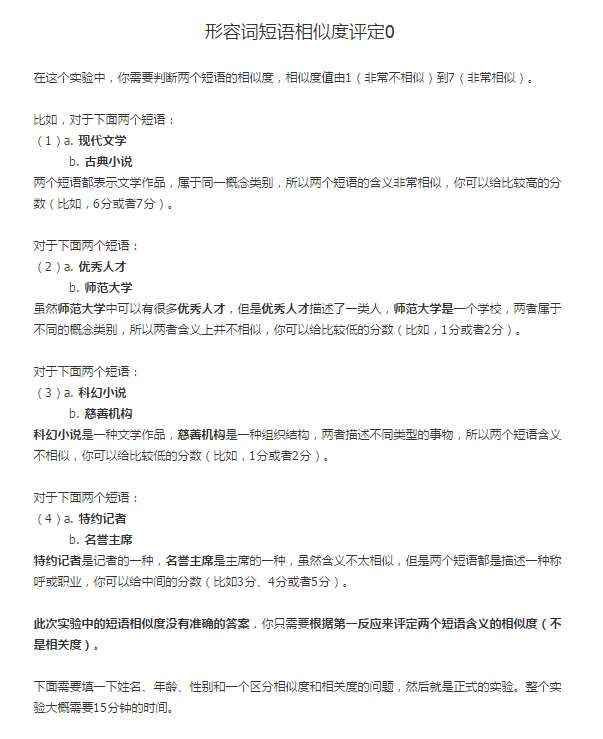 形容词短语相似度评定0
在这个实验中，你需要判断两个短语的相似度，相似度值由1（非常不相似）到7（非常相似）。
比如，对于下面两个短语：
（1）a. 现代文学
b. 古典小说
两个短语都表示文学作品，属于同一概念类别，所以两个短语的含义非常相似，你可以给比较高的分
数（比如，6分或者7分）。
对于下面两个短语：
（2）a. 优秀人才
b. 师范大学
虽然师范大学中可以有很多优秀人才，但是优秀人才描述了一类人，师范大学是一个学校，两者属于
不同的概念类别，所以两者含义上并不相似，你可以给比较低的分数（比如，1分或者2分）。
对于下面两个短语：
（3）a. 科幻小说
b. 慈善机构
科幻小说是一种文学作品，慈善机构是一种组织结构，两者描述不同类型的事物，所以两个短语含义
不相似，你可以给比较低的分数（比如，1分或者2分）。
对于下面两个短语：
（4）a. 特约记者
b. 名誉主席
特约记者是记者的一种，名誉主席是主席的一种，虽然含义不太相似，但是两个短语都是描述一种称
呼或职业，你可以给中间的分数（比如3分、4分或者5分）。
此次实验中的短语相似度没有准确的答案，你只需要根据第一反应来评定两个短语含义的相似度（不
是相关度）。
下面需要填一下姓名、年龄、性别和一个区分相似度和相关度的问题，然后就是正式的实验。整个实
验大概需要15分钟的时间。